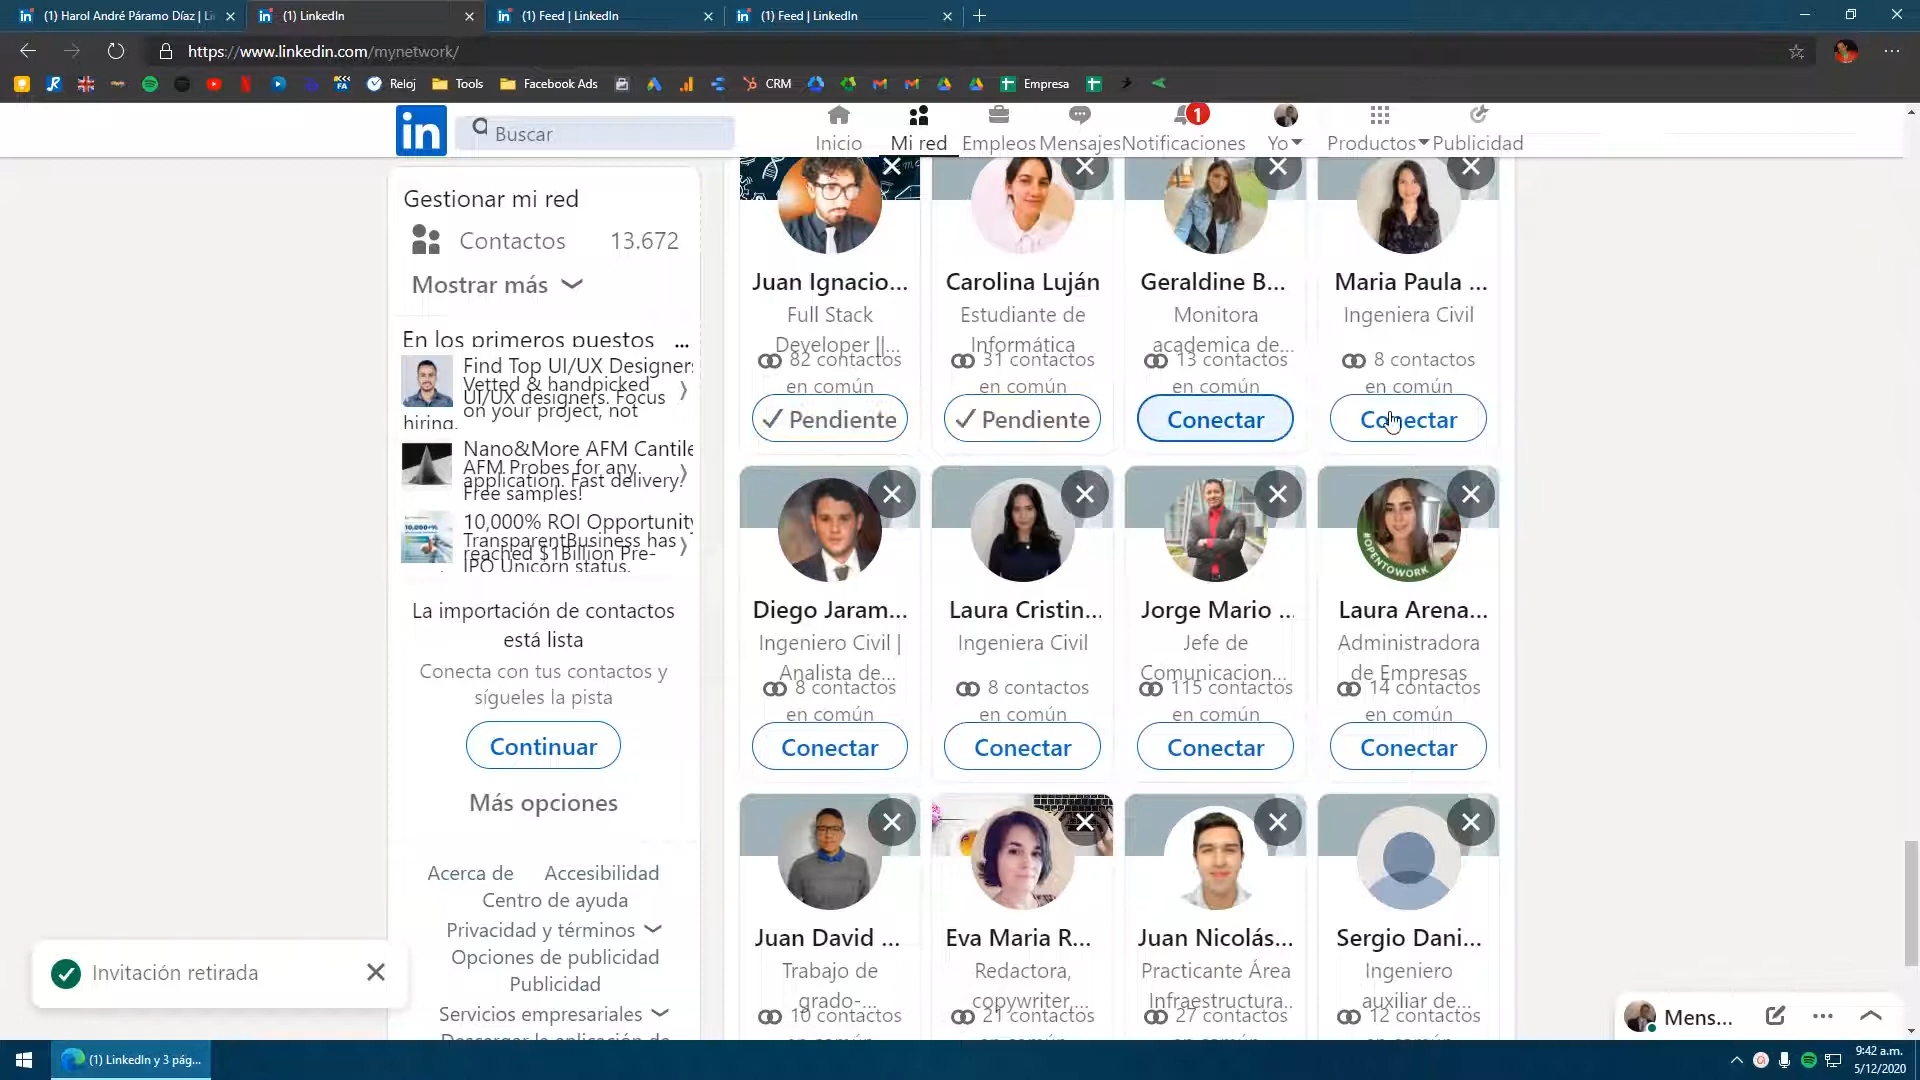 (1) Harol André Páramo Díaz | Li
(1) LinkedIn
(1) Feed | LinkedIn
(1) Feed | LinkedIn
https://www.linkedin.com/mynetwork/
Reloj
Tools
Facebook Ads
CRM
Empresa
in
Buscar
Inicio
Mi red
Empleos
Mensajes
1
Notificaciones
Yo
Productos
Publicidad
Gestionar mi red
Contactos 13.672
Mostrar más
En los primeros puestos ...
Find Top UI/UX Designers
Vetted & handpicked
UI/UX designers. Focus
on your project, not
hiring.
Nano&More AFM Cantile
AFM Probes for any
application. Fast delivery.
Free samples!
10,000% ROI Opportunity
TransparentBusiness has
reached $1Billion Pre-
IPO Unicorn status.
La importación de contactos
está lista
Conecta con tus contactos y
sígueles la pista
Continuar
Más opciones
Acerca de Accesibilidad
Centro de ayuda
Privacidad y términos
Opciones de publicidad
Publicidad
Servicios empresariales
Descargar la aplicación de
Juan Ignacio...
Full Stack
Developer ||...
82 contactos
en común
Pendiente
Carolina Luján
Estudiante de
Informática
31 contactos
en común
Pendiente
Geraldine B...
Monitora
academica de...
13 contactos
en común
Conectar
Maria Paula ...
Ingeniera Civil
8 contactos
en común
Conectar
Diego Jaram...
Ingeniero Civil |
Analista de...
8 contactos
en común
Conectar
Laura Cristin...
Ingeniera Civil
8 contactos
en común
Conectar
Jorge Mario ...
Jefe de
Comunicacion...
115 contactos
en común
Conectar
#OPENTOWORK
Laura Arena...
Administradora
de Empresas
14 contactos
en común
Conectar
Juan David ...
Trabajo de
grado-...
10 contactos
Eva Maria R...
Redactora,
copywriter,...
21 contactos
Juan Nicolás...
Practicante Área
Infraestructura...
27 contactos
Sergio Dani...
Ingeniero
auxiliar de...
12 contactos
Invitación retirada
Mens...
(1) LinkedIn y 3 pág...
9:42 a.m.
5/12/2020